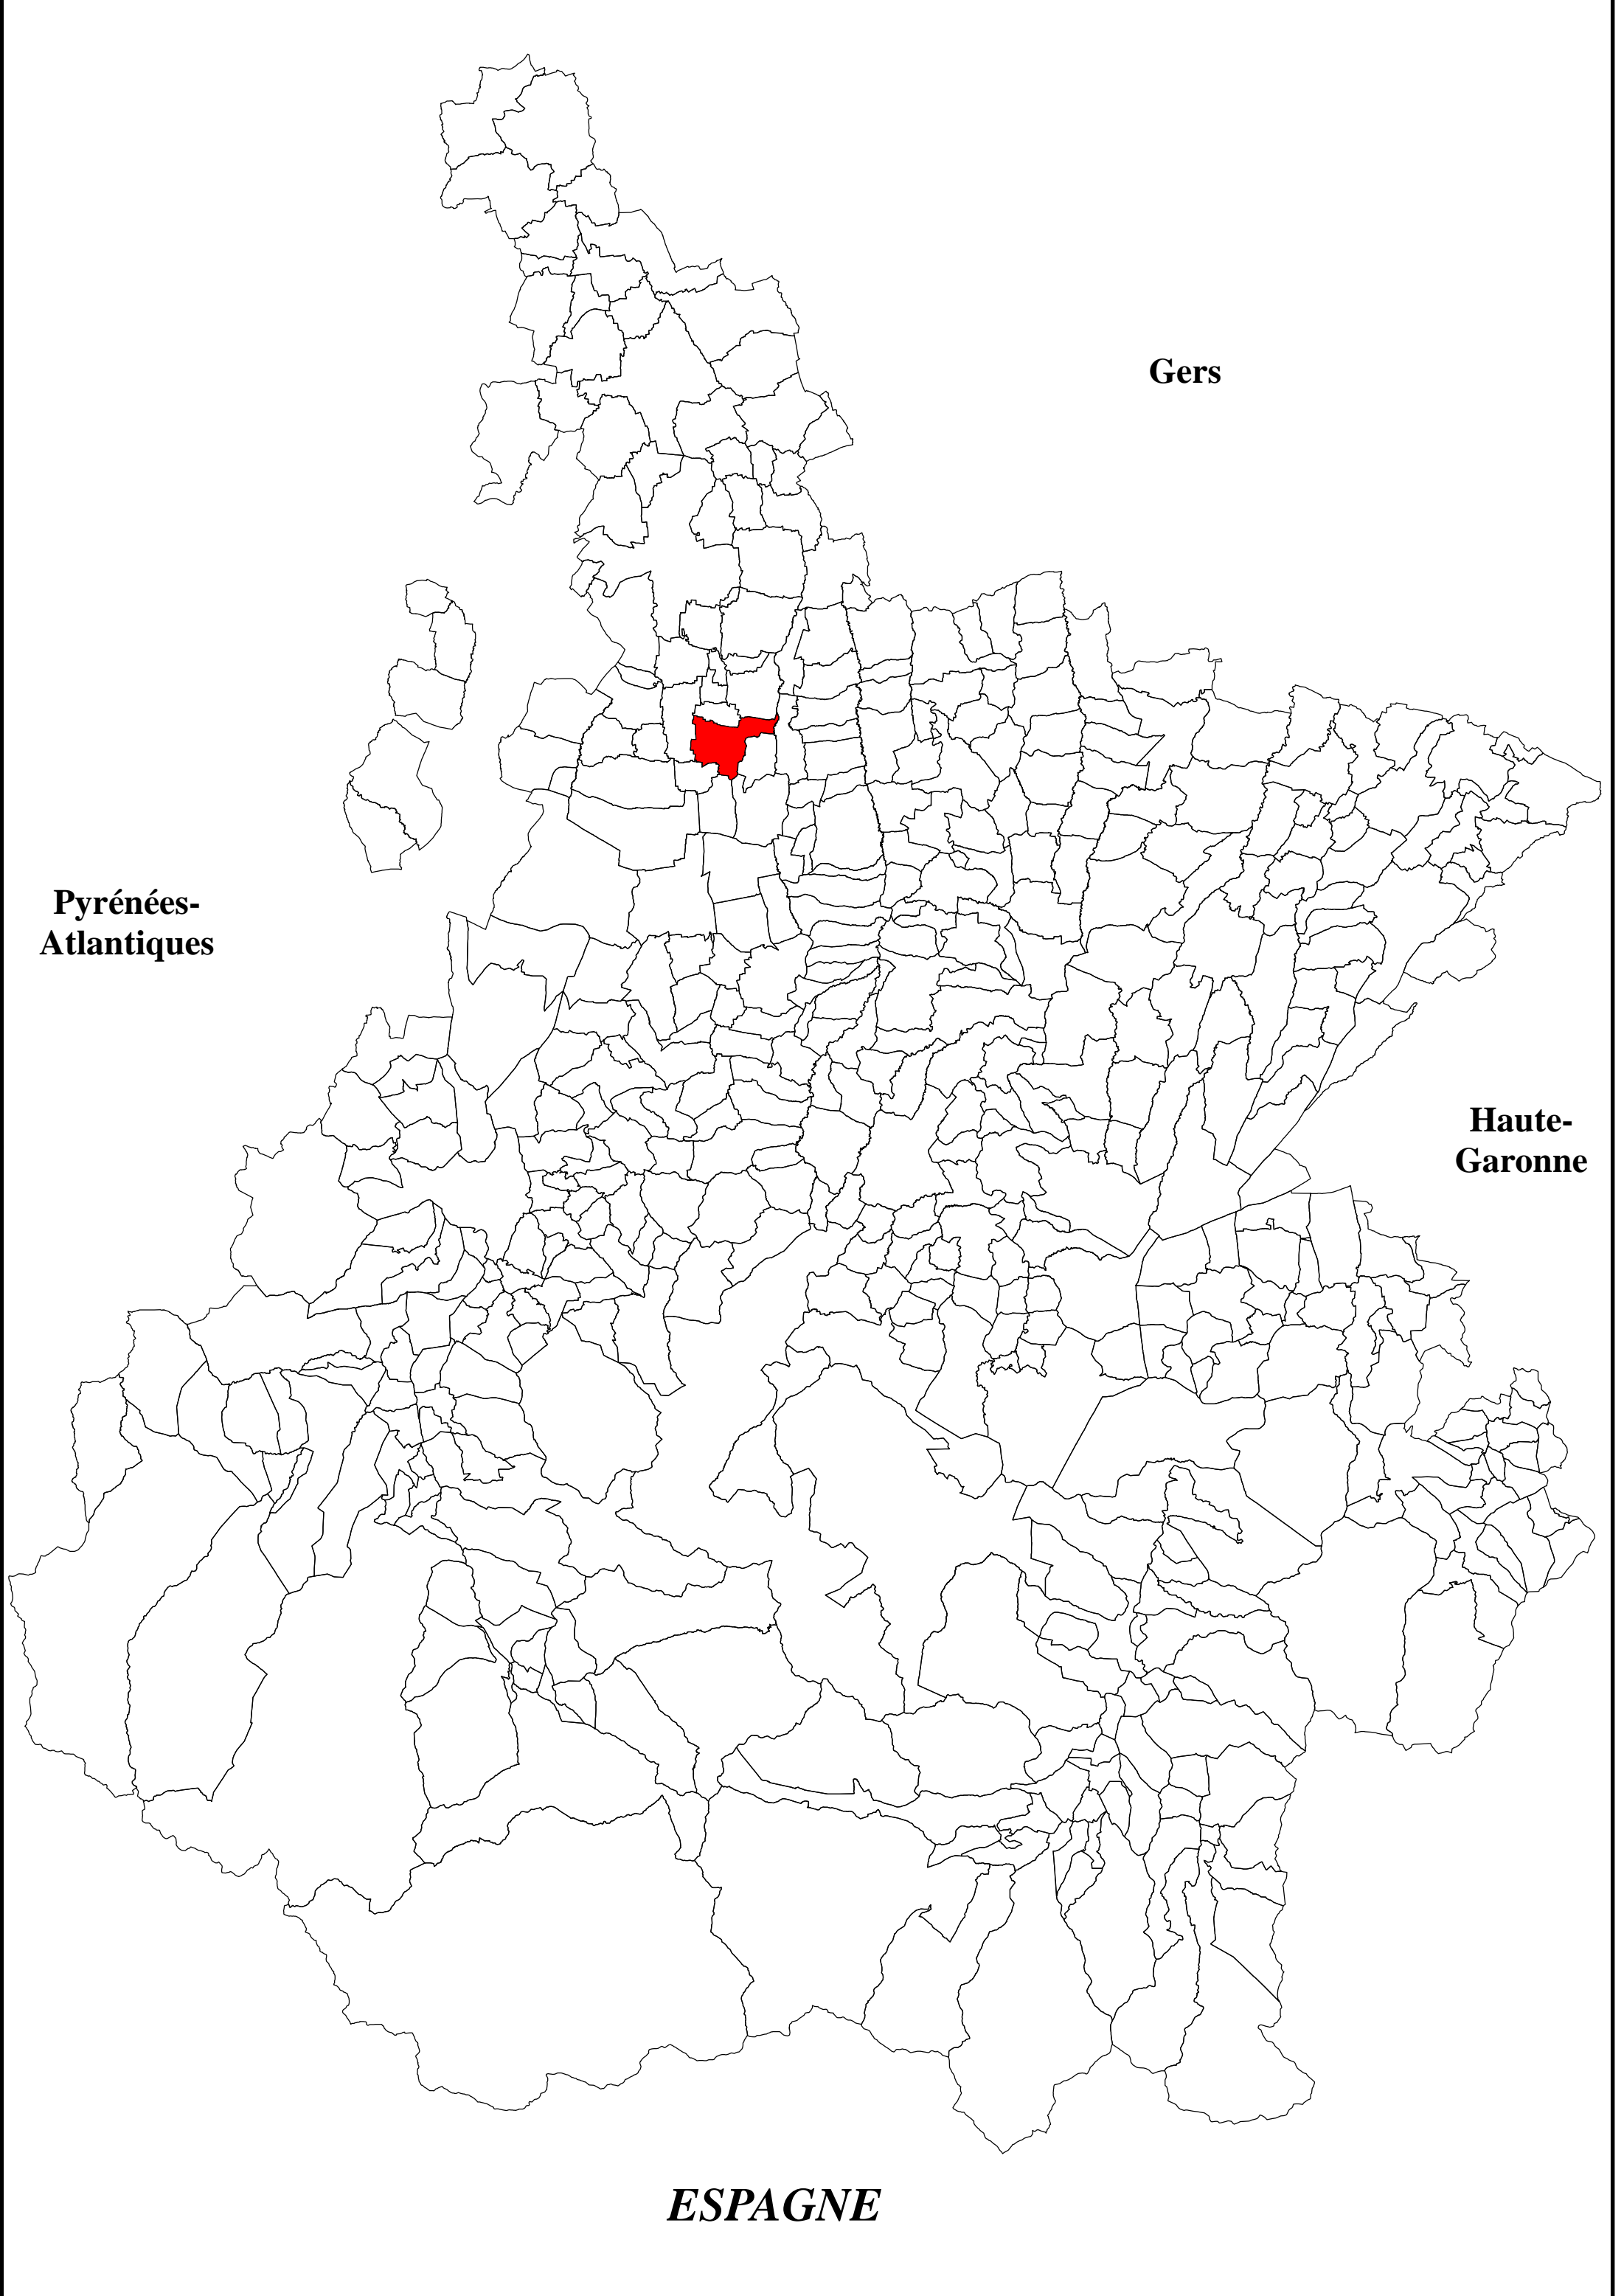 Gers
Pyrénées-
Atlantiques
Haute-
Garonne
ESPAGNE